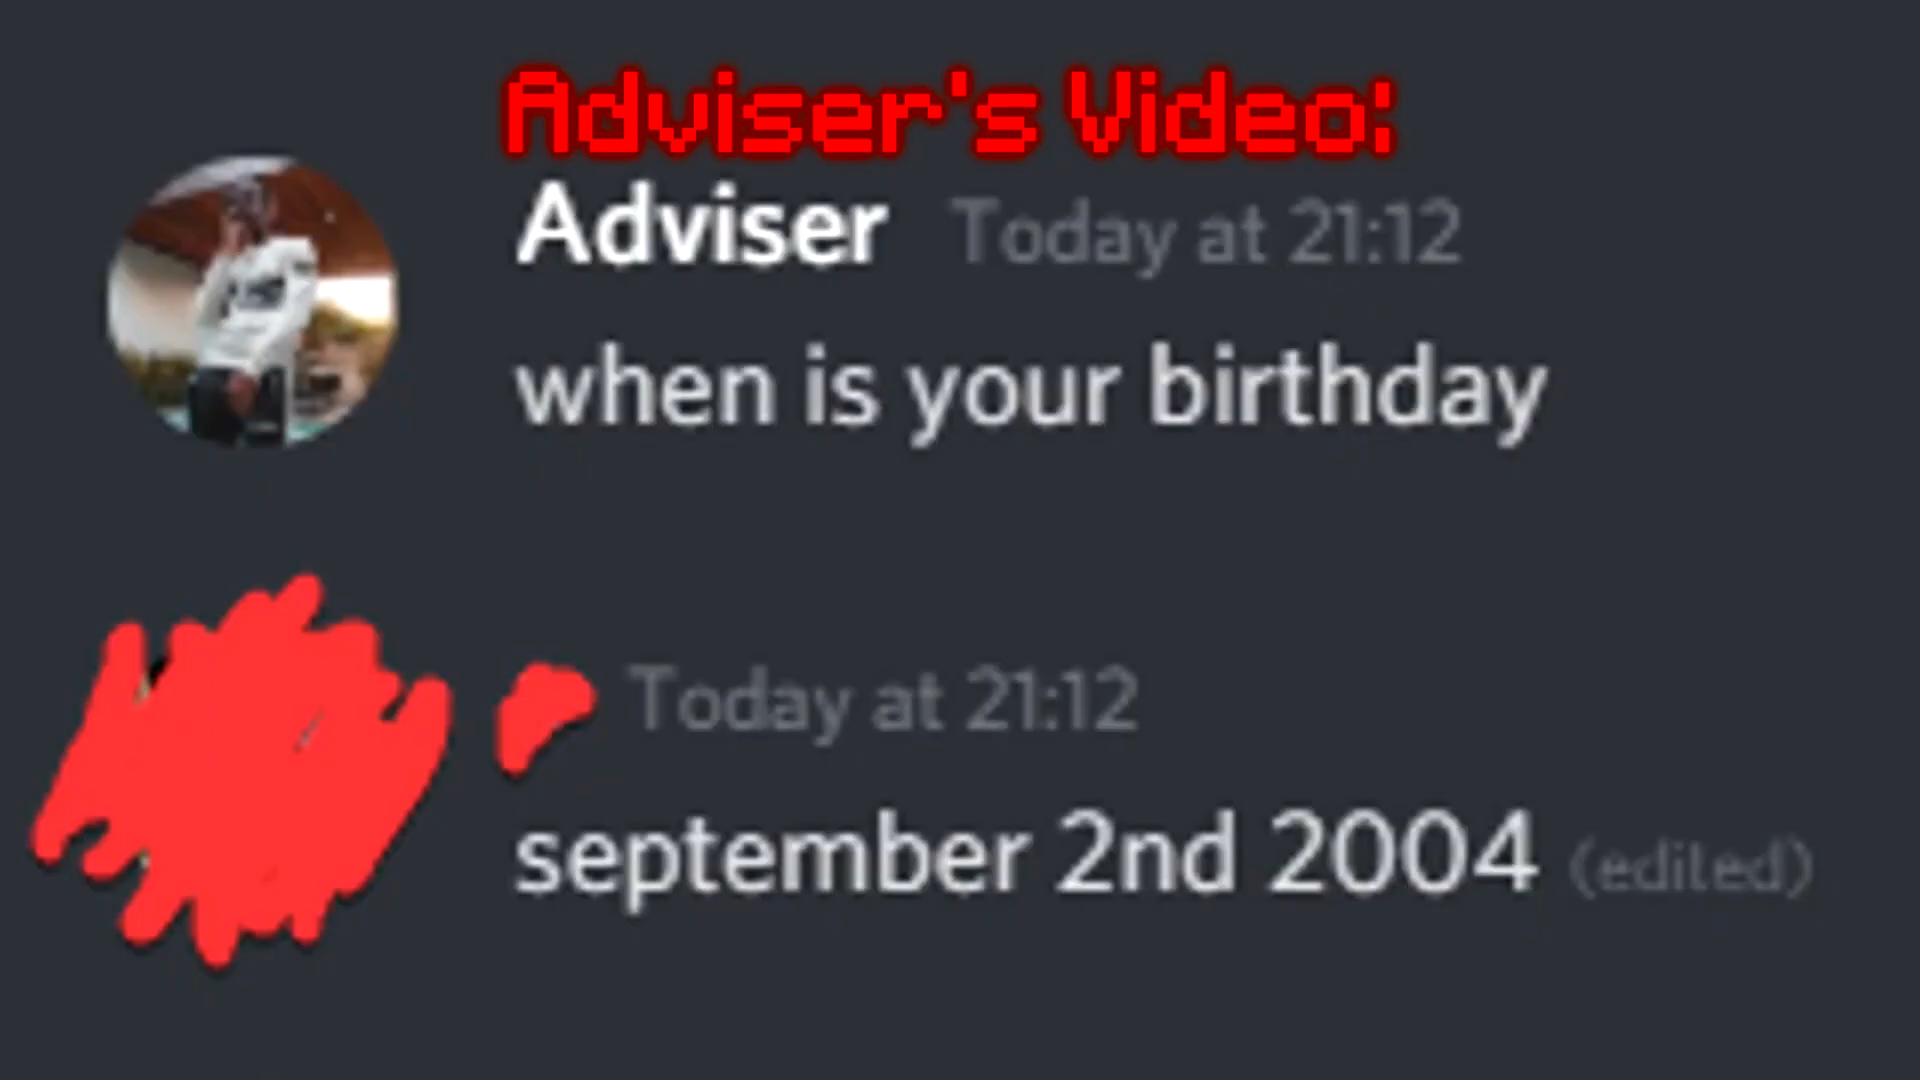 Adviser's Video:
Adviser Today at 21:12
when is your birthday
Today at 21:12
september 2nd 2004 (edited)